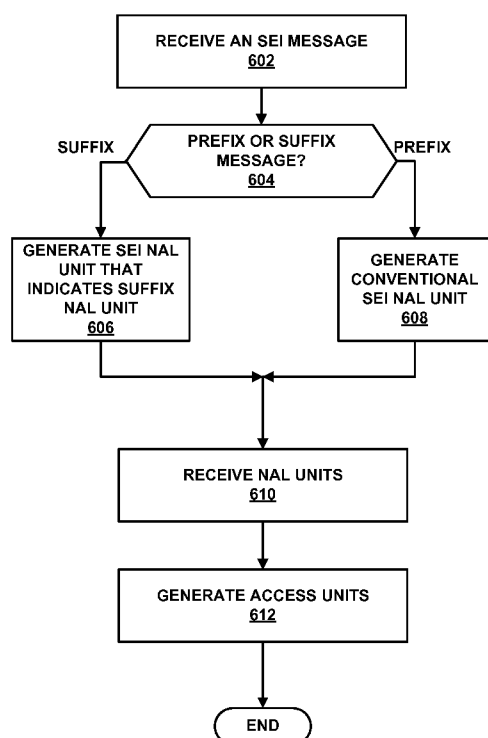 RECEIVE AN SEI MESSAGE
602
SUFFIX
PREFIX OR SUFFIX
MESSAGE?
604
PREFIX
GENERATE SEI NAL
UNIT THAT
INDICATES SUFFIX
NAL UNIT
606
GENERATE
CONVENTIONAL
SEI NAL UNIT
608
RECEIVE NAL UNITS
610
GENERATE ACCESS UNITS
612
END